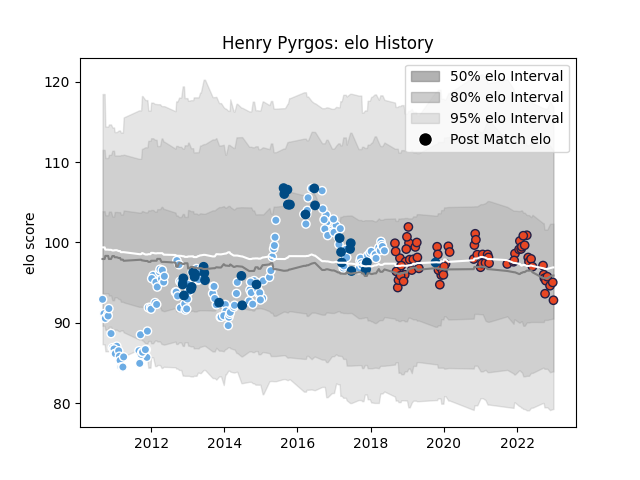 Henry Pyrgos: elo History
50% elo Interval
80% elo Interval
95% elo Interval
Post Match elo
elo score
120
110
100
90
80
2012
2014
2016
2018
2020
2022